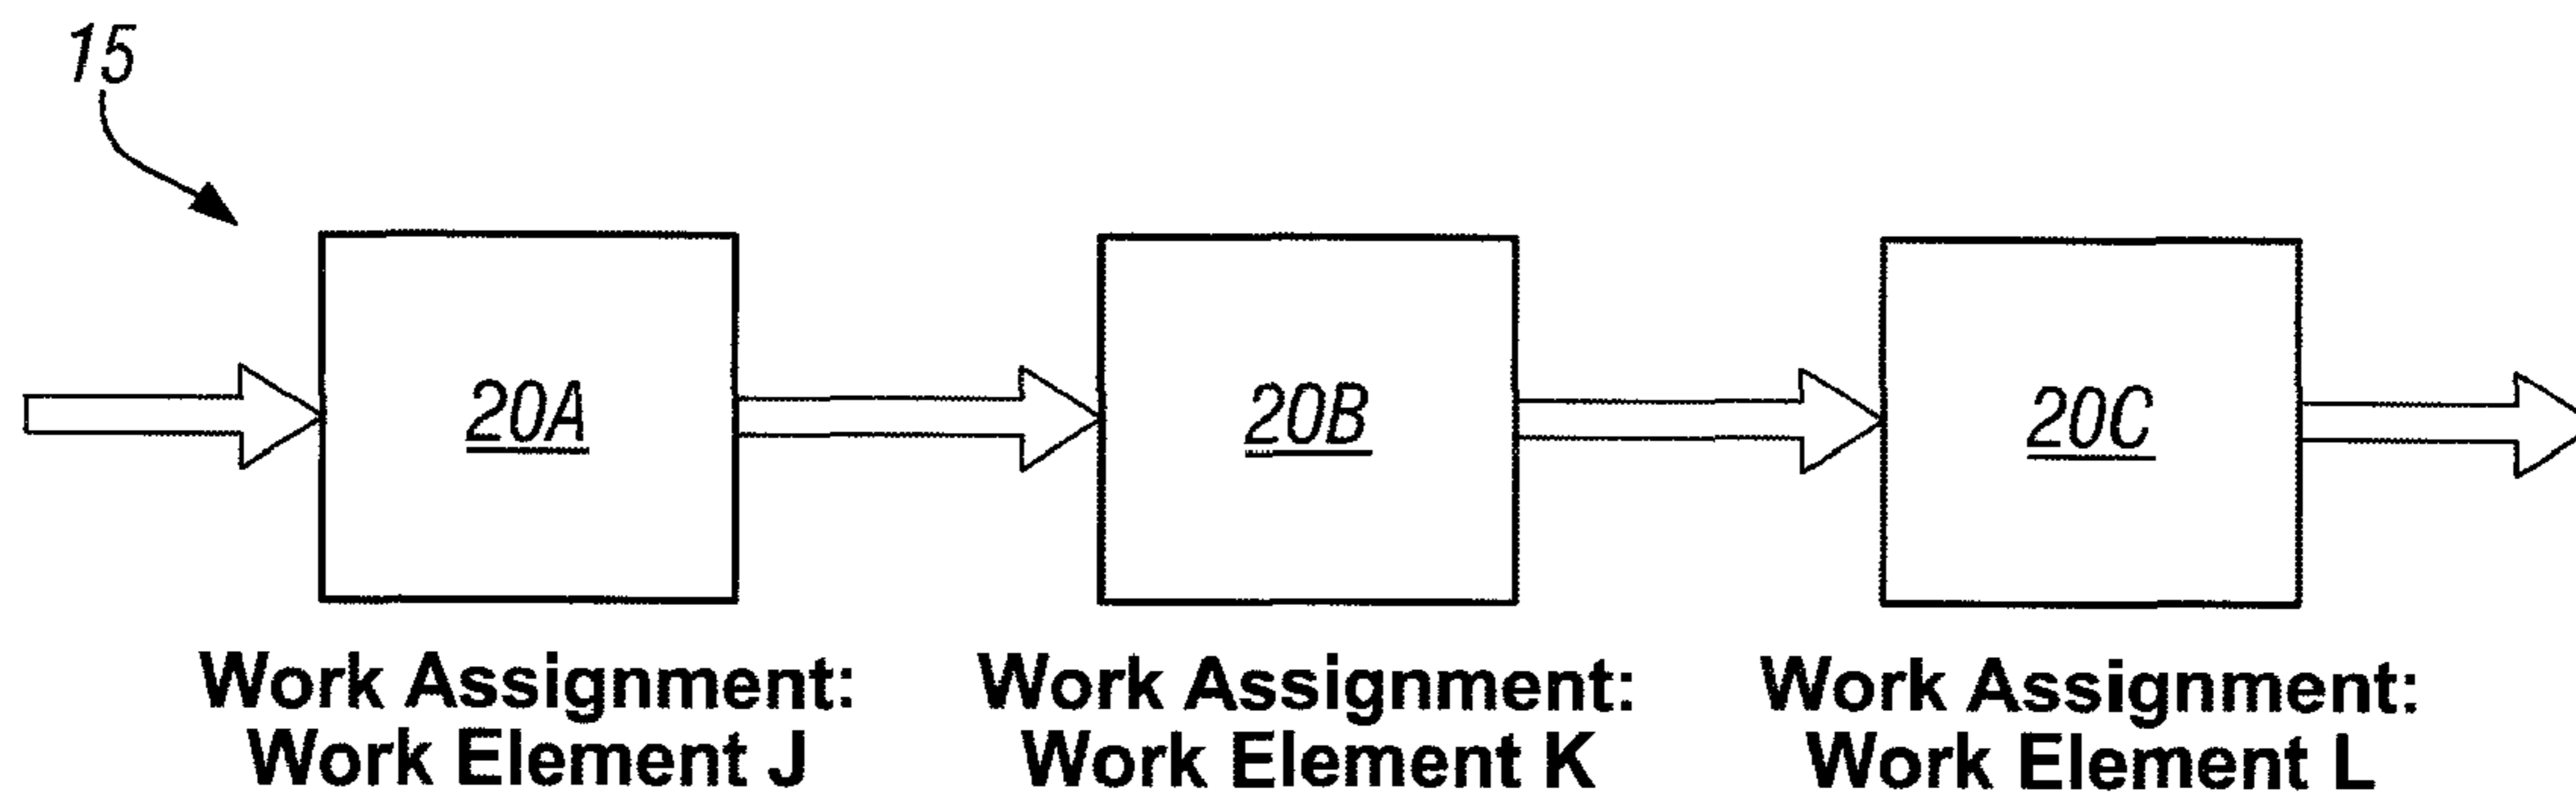 15
20A
20B
20C
Work Assignment:
Work Element J
Work Assignment:
Work Element K
Work Assignment:
Work Element L